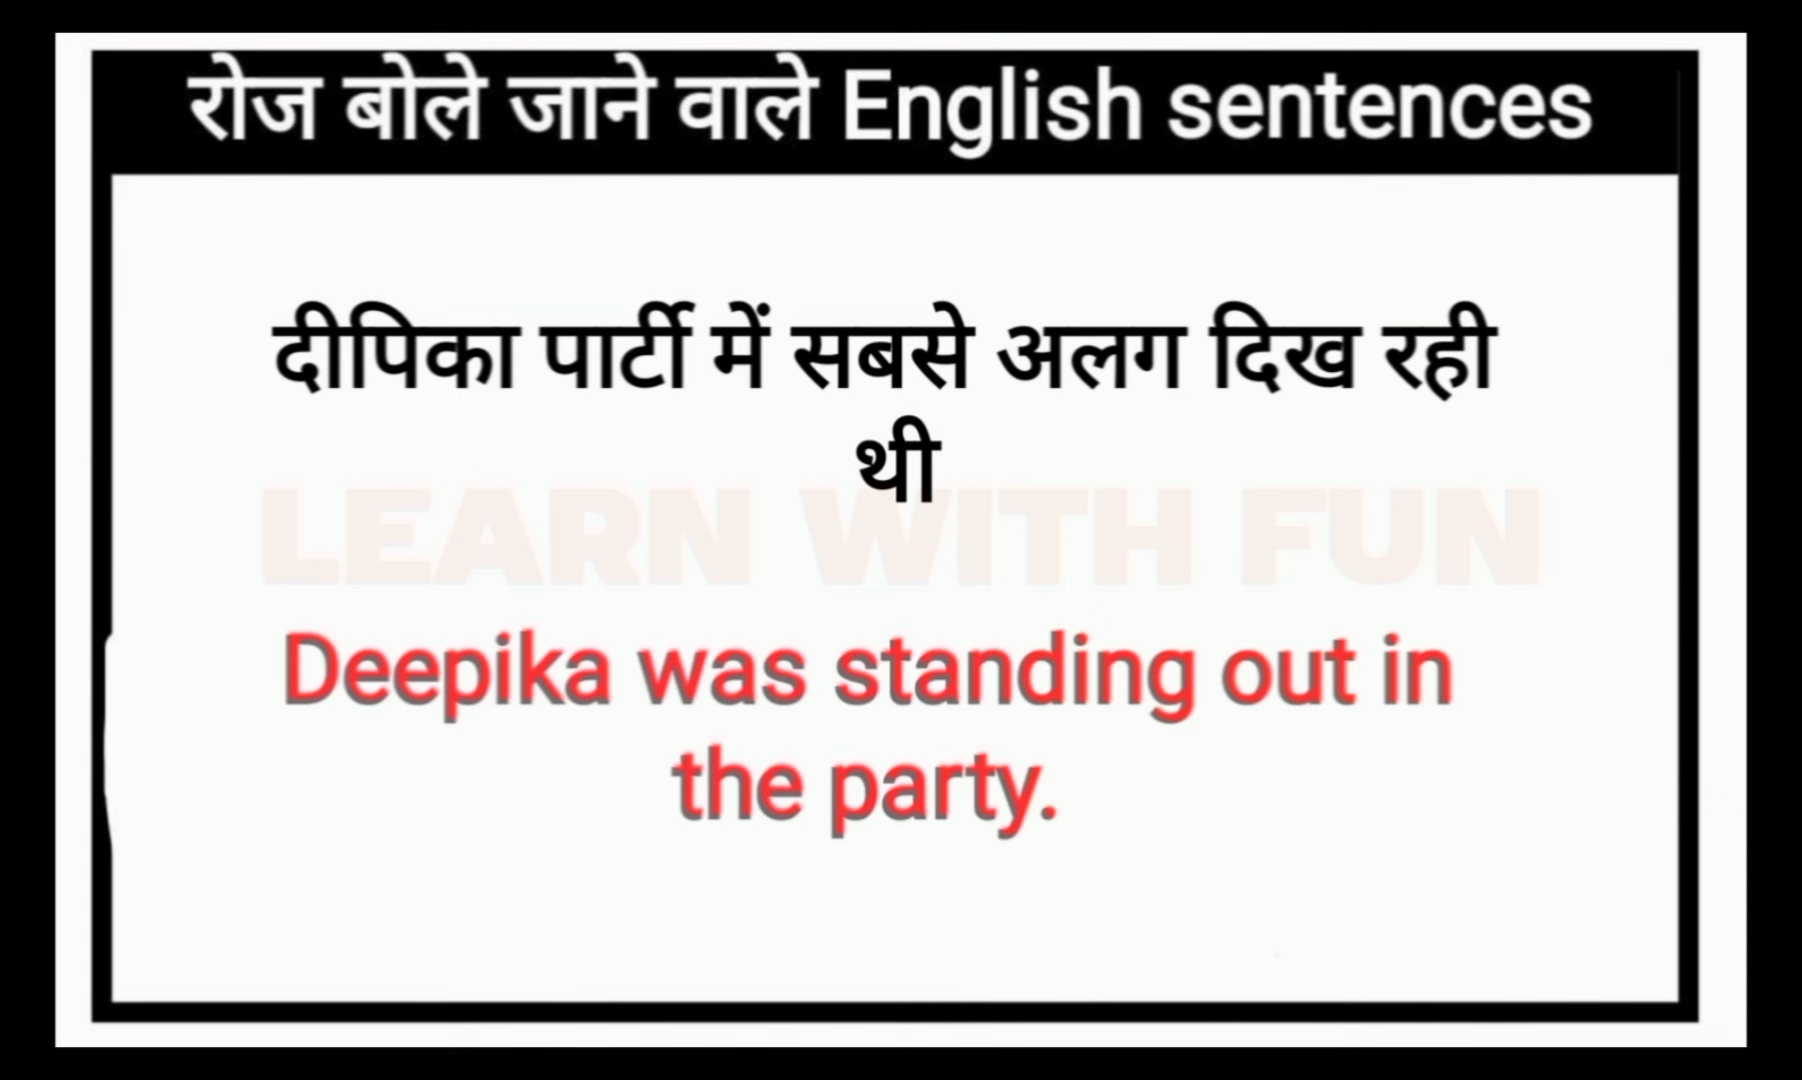 रोज बोले जाने वाले English sentences
दीपिका पार्टी में सबसे अलग दिख रही
थी
LEARN WITH FUN
Deepika was standing out in
the party.